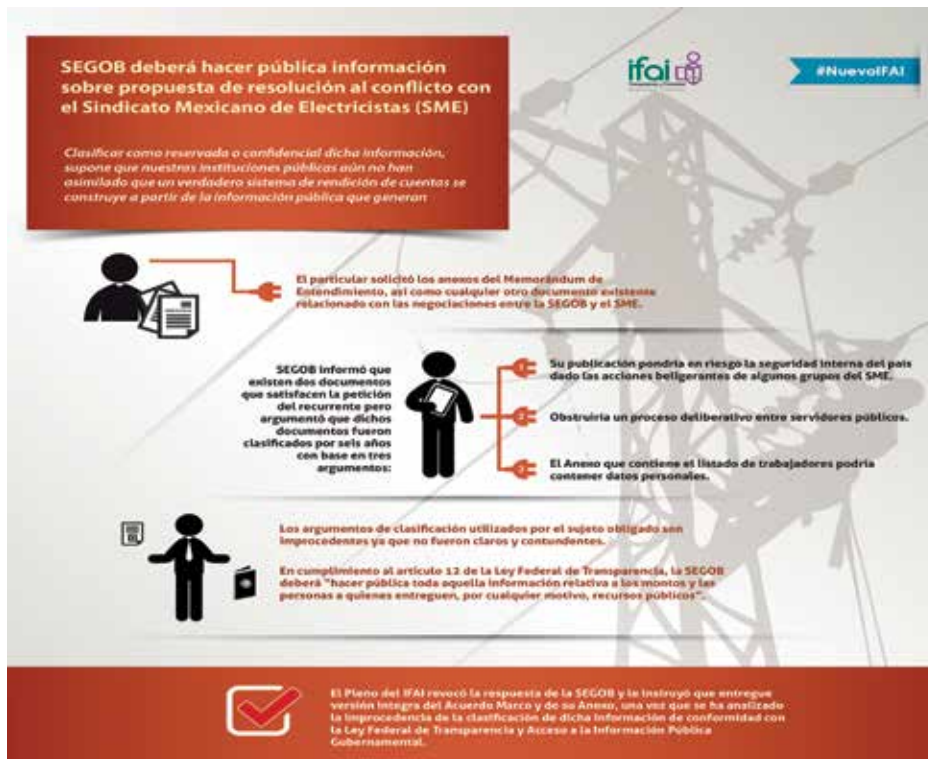 SEGOB deberá hacer pública información
sobre propuesta de resolución al conflicto con
el Sindicato Mexicano de Electricistas (SME)
Clasificar como reservada o confidencial dicha información,
supone que nuestras instituciones públicas aún no han
asimilado que un verdadero sistema de rendición de cuentas se
construye a partir de la información pública que generan
ifai
#NuevoIFAI
El particular solicitó los anexos del Memorándum de
Entendimiento, así como cualquier otro documento existente
relacionado con las negociaciones entre la SEGOB y el SME.
SEGOB informó que
existen dos documentos
que satisfacen la petición
del recurrente pero
argumentó que dichos
documentos fueron
clasificados por seis años
con base en tres
argumentos:
Su publicación pondría en riesgo la seguridad interna del país
dado las acciones beligerantes de algunos grupos del SME.
Obstruiría un proceso deliberativo entre servidores públicos.
El Anexo que contiene el listado de trabajadores podría
contener datos personales.
Los argumentos de clasificación utilizados por el sujeto obligado son
improcedentes ya que no fueron claros y contundentes.
En cumplimiento al artículo 12 de la Ley Federal de Transparencia, la SEGOB
deberá "hacer pública toda aquella información relativa a los montos y las
personas a quienes entreguen, por cualquier motivo, recursos públicos".
El Pleno del IFAI revocó la respuesta de la SEGOB y le instruyó que entregue
versión íntegra del Acuerdo Marco y de su Anexo, una vez que se ha analizado
la improcedencia de la clasificación de dicha información de conformidad con
la Ley Federal de Transparencia y Acceso a la Información Pública
Gubernamental.